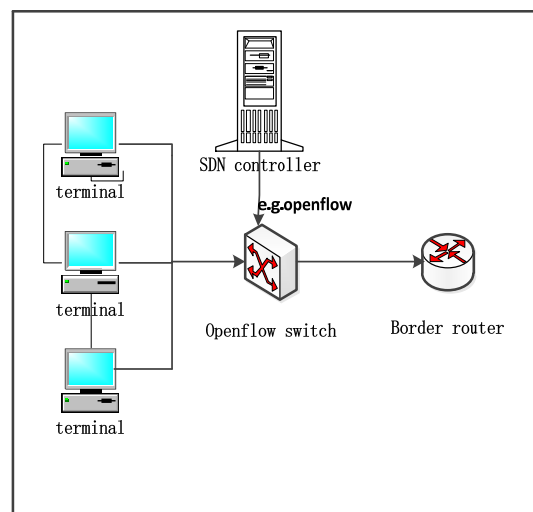 SDN controller
terminal
e.g.openflow
terminal
Openflow switch
Border router
terminal